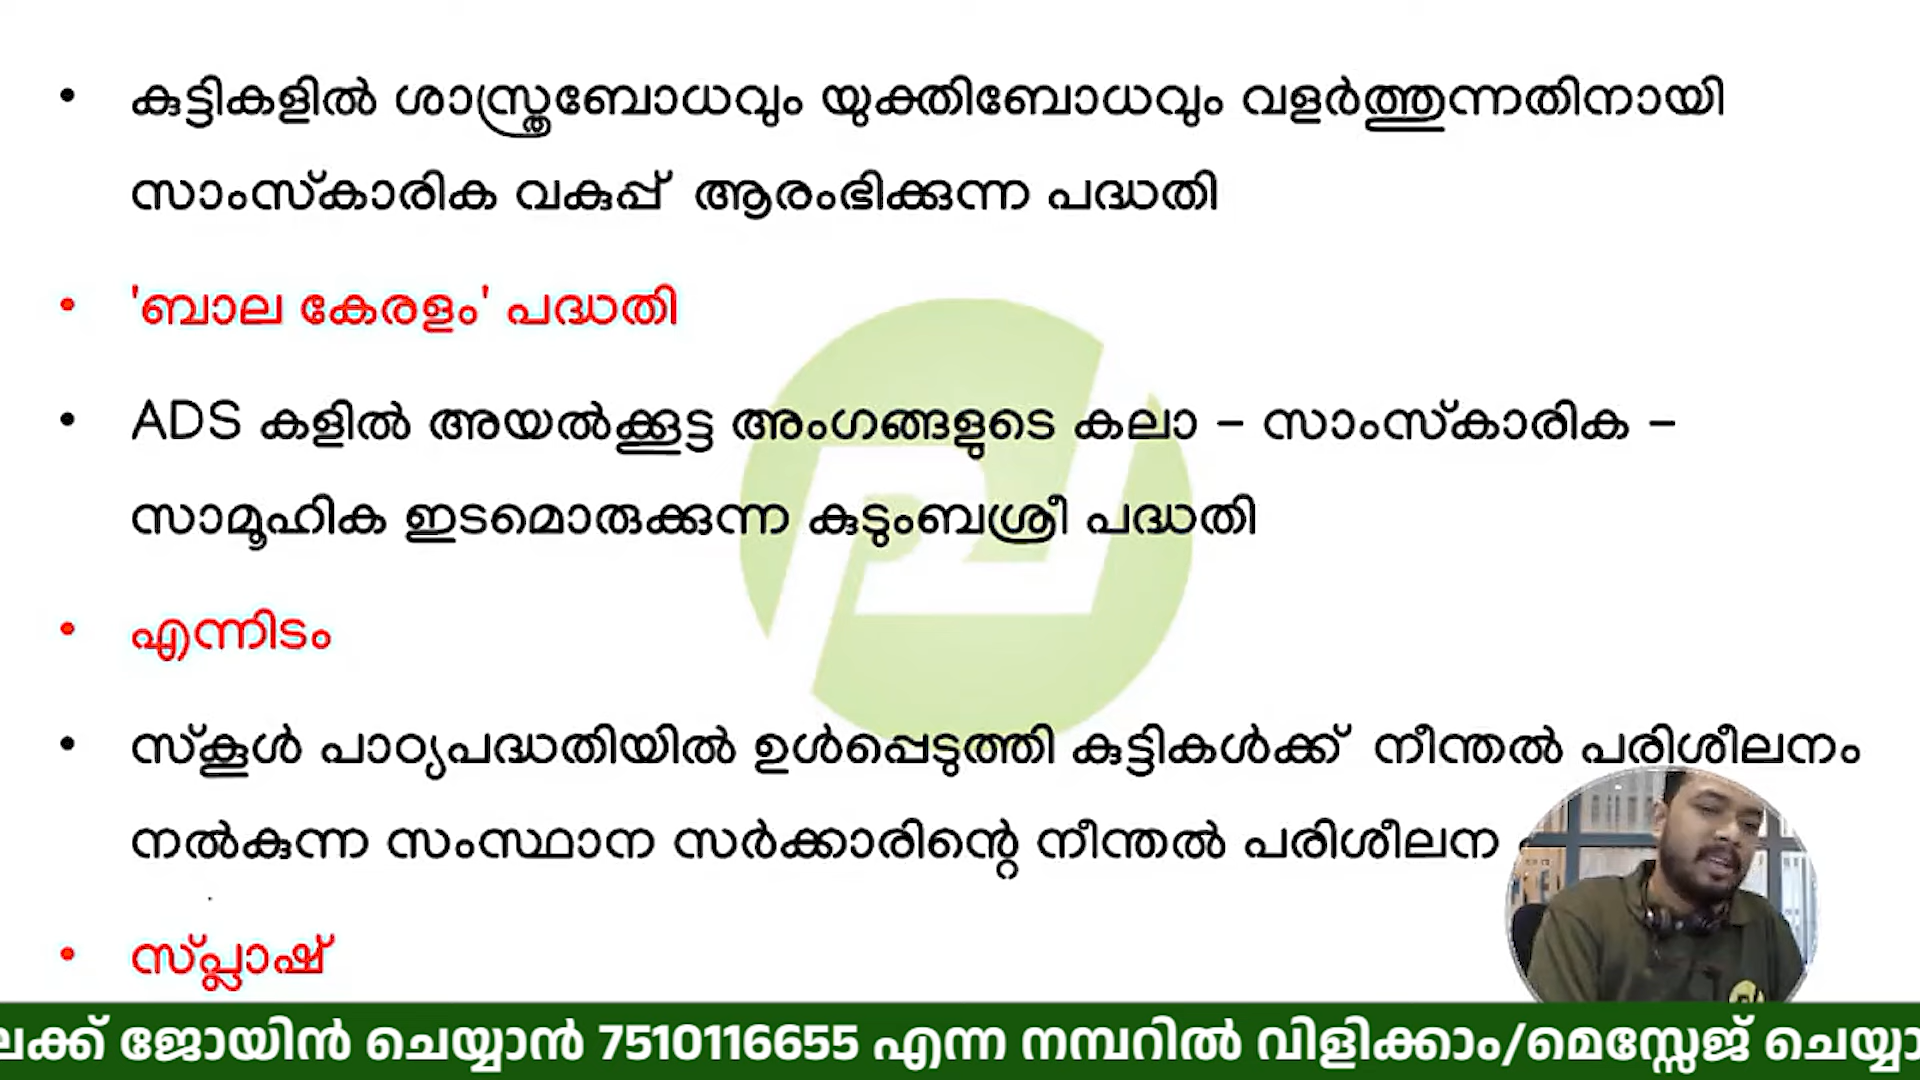 • കുട്ടികളിൽ ശാസ്ത്രബോധവും യുക്തിബോധവും വളർത്തുന്നതിനായി
സാംസ്കാരിക വകുപ്പ് ആരംഭിക്കുന്ന പദ്ധതി
• 'ബാല കേരളം' പദ്ധതി
• ADS കളിൽ അയൽക്കൂട്ട അംഗങ്ങളുടെ കലാ - സാംസ്കാരിക -
സാമൂഹിക ഇടമൊരുക്കുന്ന കുടുംബശ്രീ പദ്ധതി
• എന്നിടം
• സ്കൂൾ പാഠ്യപദ്ധതിയിൽ ഉൾപ്പെടുത്തി കുട്ടികൾക്ക് നീന്തൽ പരിശീലനം
നൽകുന്ന സംസ്ഥാന സർക്കാരിന്റെ നീന്തൽ പരിശീലന
• സ്പ്ലാഷ്
ജോയിൻ ചെയ്യാൻ 7510116655 എന്ന നമ്പറിൽ വിളിക്കാം/മെസ്സേജ്